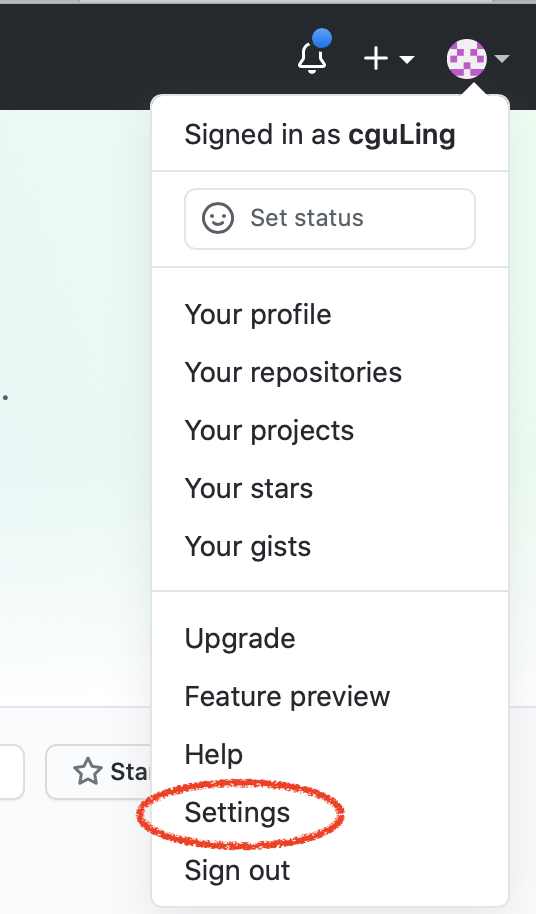 Signed in as cguLing
Set status
Your profile
Your repositories
.
Your projects
Your stars
Your gists
Upgrade
Feature preview
Help
Sta
Settings
Sign out